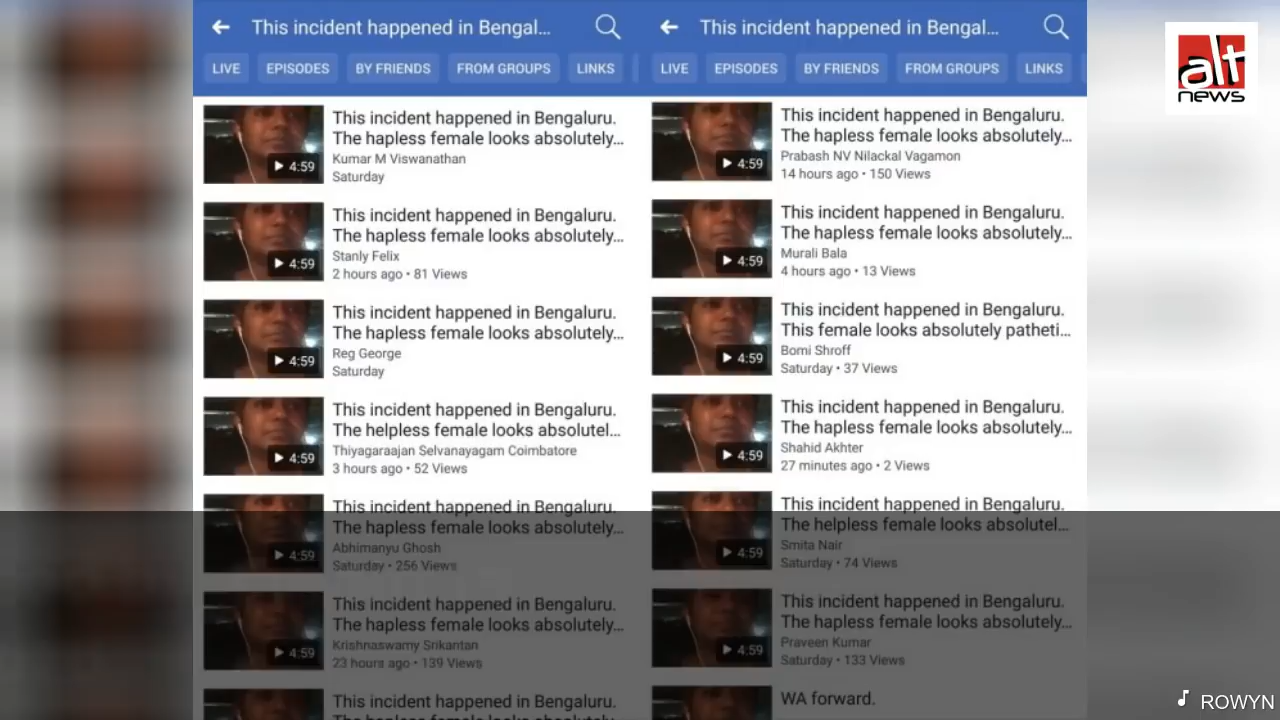 This incident happened in Bengal...
LIVE EPISODES BY FRIENDS FROM GROUPS LINKS
4:59
This incident happened in Bengaluru.
The hapless female looks absolutely...
Kumar M Viswanathan
Saturday
4:59
This incident happened in Bengaluru.
The hapless female looks absolutely...
Stanly Felix
2 hours ago • 81 Views
4:59
This incident happened in Bengaluru.
The hapless female looks absolutely...
Reg George
Saturday
4:59
This incident happened in Bengaluru.
The helpless female looks absolutel...
Thiyagaraajan Selvanayagam Coimbatore
3 hours ago • 52 Views
4:59
This incident happened in Bengaluru.
The hapless female looks absolutely...
Abhimanyu Ghosh
Saturday • 256 Views
4:59
This incident happened in Bengaluru.
The hapless female looks absolutely...
Krishnaswamy Srikantan
23 hours ago • 139 Views
4:59
This incident happened in Bengaluru.
This incident happened in Bengal...
LIVE EPISODES BY FRIENDS FROM GROUPS LINKS
4:59
This incident happened in Bengaluru.
The hapless female looks absolutely...
Prabash NV Nilackal Vagamon
14 hours ago • 150 Views
4:59
This incident happened in Bengaluru.
The hapless female looks absolutely...
Murali Bala
4 hours ago • 13 Views
4:59
This incident happened in Bengaluru.
This female looks absolutely patheti...
Bomi Shroff
Saturday • 37 Views
4:59
This incident happened in Bengaluru.
The hapless female looks absolutely...
Shahid Akhter
27 minutes ago • 2 Views
4:59
This incident happened in Bengaluru.
The helpless female looks absolutel...
Smita Nair
Saturday • 74 Views
4:59
This incident happened in Bengaluru.
The hapless female looks absolutely...
Praveen Kumar
Saturday • 133 Views
4:59
WA forward.
alt
news
ROWYN